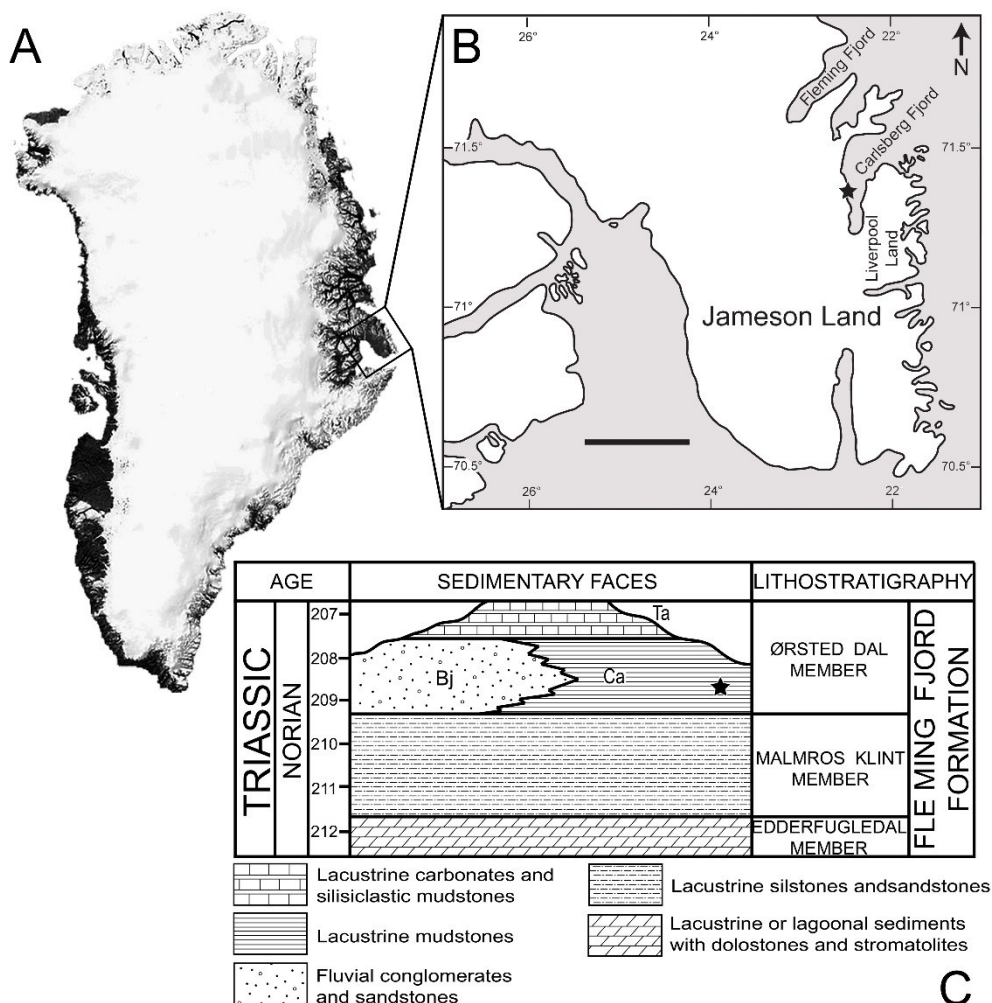 A
B
26°
24°
22°
N
Fleming Fjord
Carlsberg Fjord
71.5°
71.5°
Liverpool
Land
71°
71°
Jameson Land
70.5°
70.5°
26°
24°
22°
AGE
SEDIMENTARY FACES
LITHOSTRATIGRAPHY
TRIASSIC
NORIAN
207
208
209
210
211
212
Ta
Bj
Ca
ØRSTED DAL
MEMBER
MALMROS KLINT
MEMBER
EDDERFUGLEDAL
MEMBER
FLEMING FJORD
FORMATION
Lacustrine carbonates and
silisiclastic mudstones
Lacustrine mudstones
Fluvial conglomerates
and sandstones
Lacustrine silstones andsandstones
Lacustrine or lagoonal sediments
with dolostones and stromatolites
C